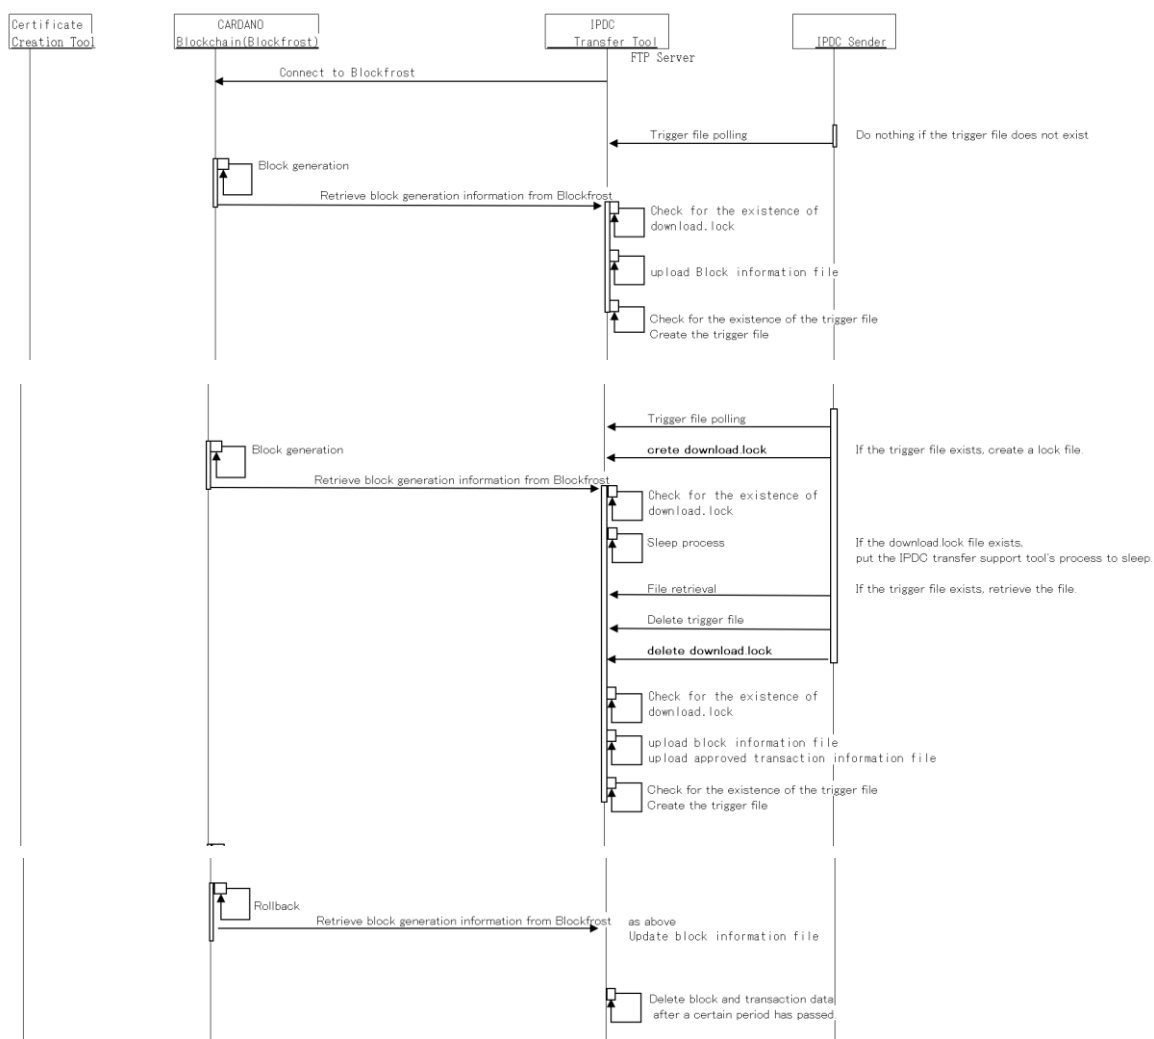 Certificate
Creation Tool
CARDANO
Blockchain(Blockfrost)
IPDC
Transfer Tool
IPDC Sender
FTP Server
Connect to Blockfrost
Trigger file polling
Do nothing if the trigger file does not exist
Block generation
Retrieve block generation information from Blockfrost
Check for the existence of
download.lock
upload Block information file
Check for the existence of the trigger file
Create the trigger file
Trigger file polling
crete download.lock
If the trigger file exists, create a lock file.
Block generation
Retrieve block generation information from Blockfrost
Check for the existence of
download.lock
Sleep process
If the download.lock file exists,
put the IPDC transfer support tool's process to sleep.
File retrieval
If the trigger file exists, retrieve the file.
Delete trigger file
delete download.lock
Check for the existence of
download.lock
upload block information file
upload approved transaction information file
Check for the existence of the trigger file
Create the trigger file
Rollback
Retrieve block generation information from Blockfrost
as above
Update block information file
Delete block and transaction data
after a certain period has passed